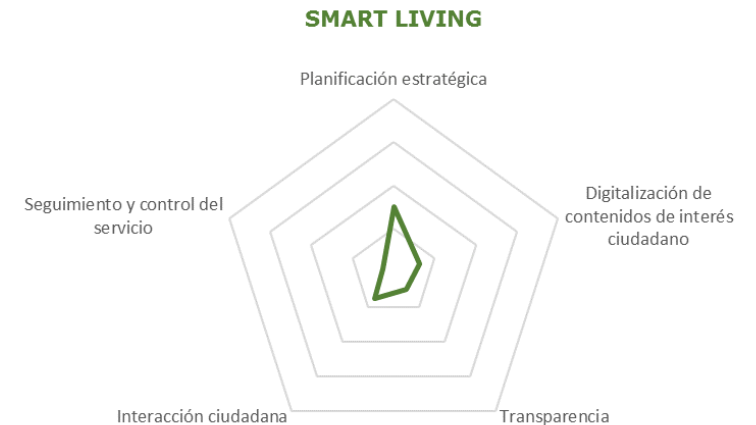 SMART LIVING
Planificación estratégica
Digitalización de
contenidos de interés
ciudadano
Seguimiento y control del
servicio
Interacción ciudadana
Transparencia